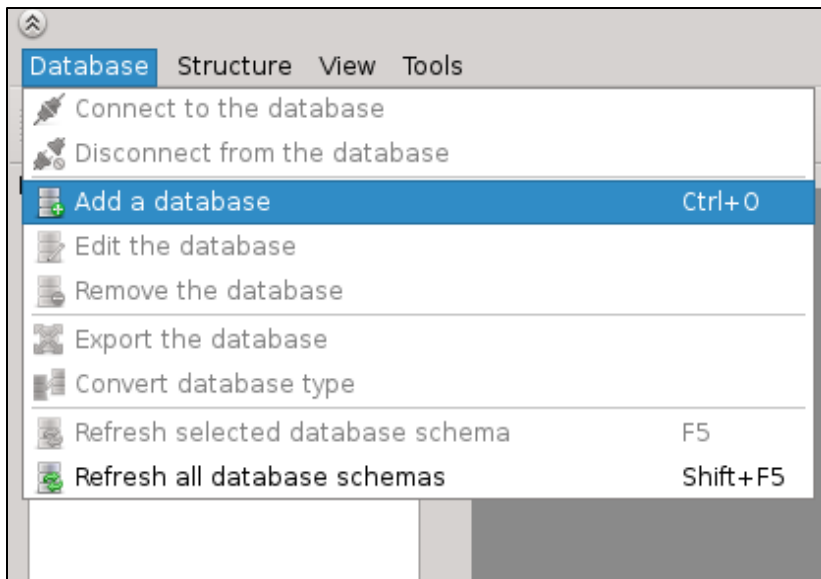 Database Structure View Tools
Connect to the database
Disconnect from the database
Add a database Ctrl+O
Edit the database
Remove the database
Export the database
Convert database type
Refresh selected database schema F5
Refresh all database schemas Shift+F5